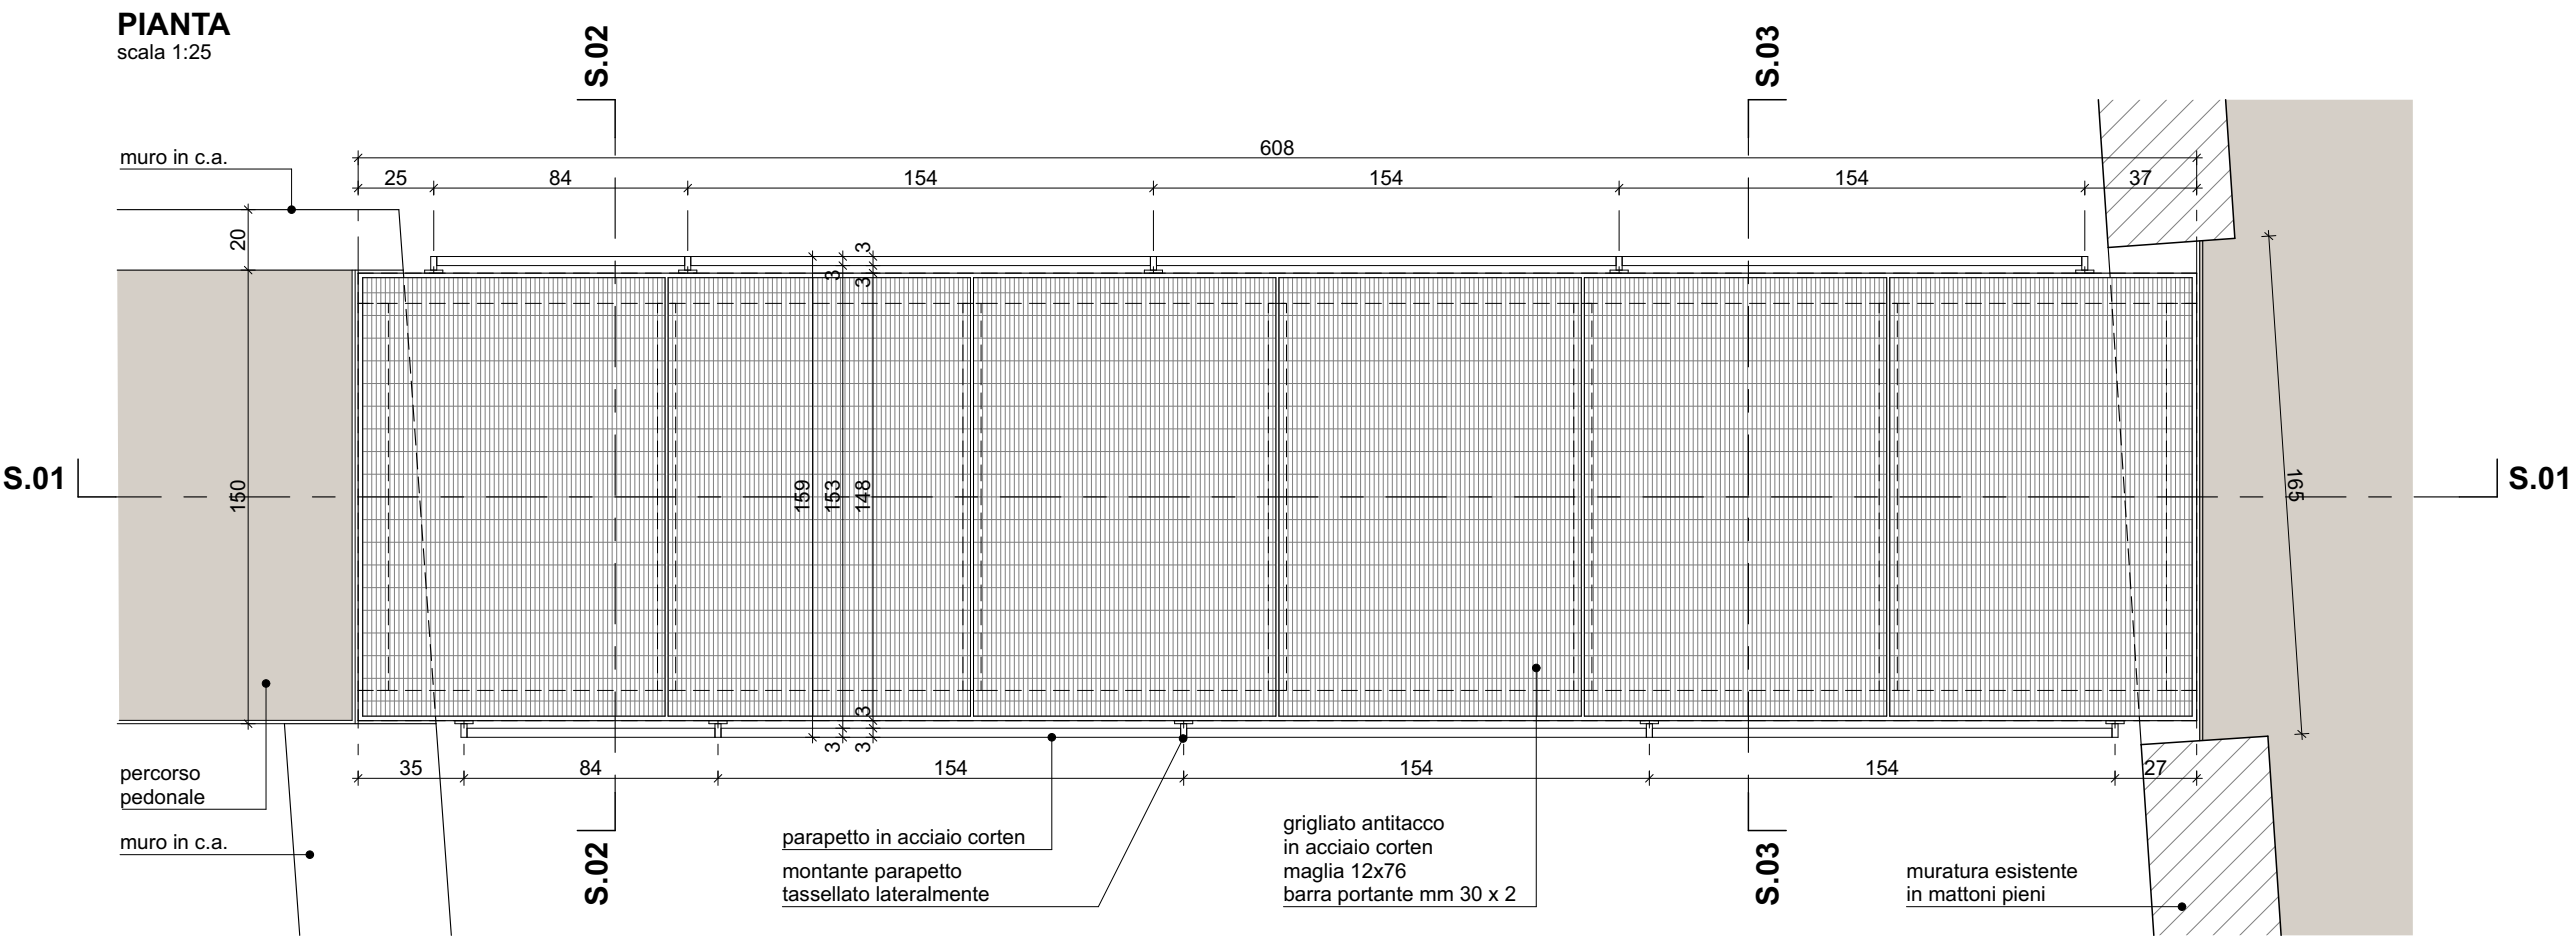 PIANTA
scala 1:25
S.02
S.03
muro in c.a.
608
25
84
154
154
154
37
20
3
3
3
S.01
150
159
153
148
165
S.01
3
3
3
35
84
154
154
154
27
percorso
pedonale
muro in c.a.
S.02
parapetto in acciaio corten
montante parapetto
tassellato lateralmente
grigliato antitacco
in acciaio corten
maglia 12x76
barra portante mm 30 x 2
S.03
muratura esistente
in mattoni pieni